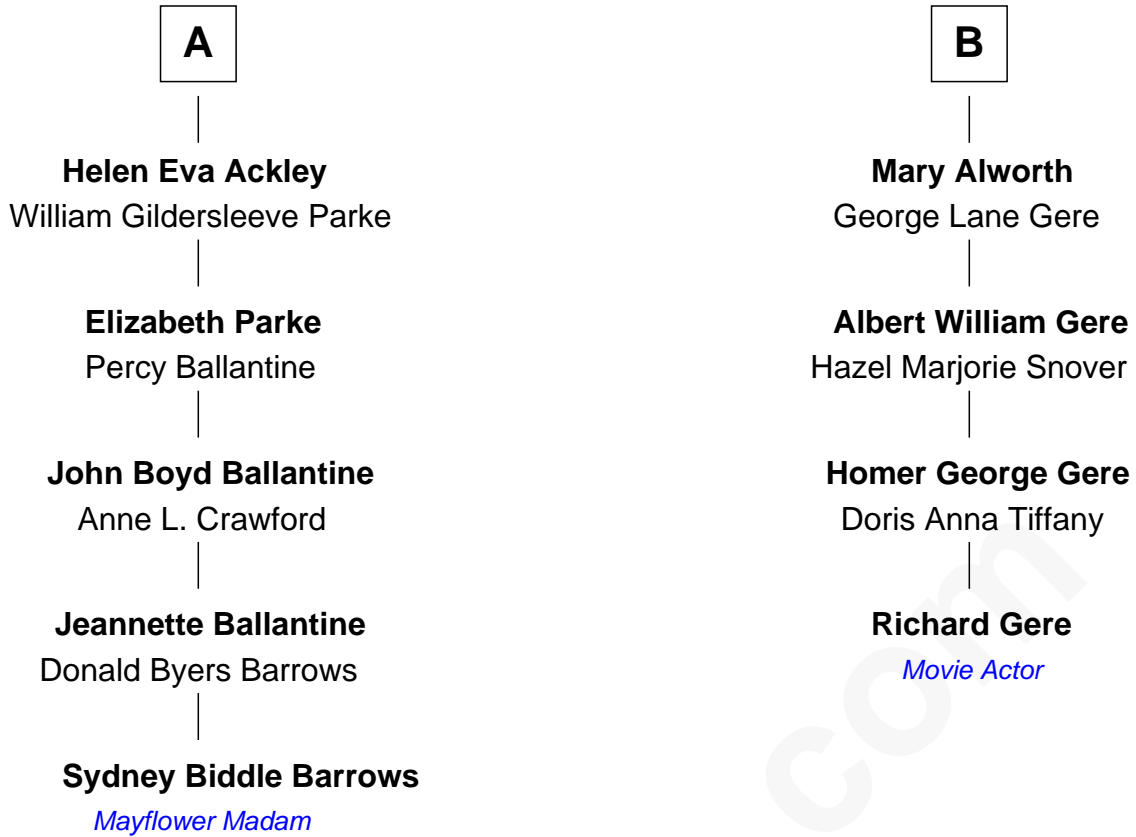 A
Helen Eva Ackley
William Gildersleeve Parke
Elizabeth Parke
Percy Ballantine
John Boyd Ballantine
Anne L. Crawford
Jeannette Ballantine
Donald Byers Barrows
Sydney Biddle Barrows
Mayflower Madam
B
Mary Alworth
George Lane Gere
Albert William Gere
Hazel Marjorie Snover
Homer George Gere
Doris Anna Tiffany
Richard Gere
Movie Actor
com